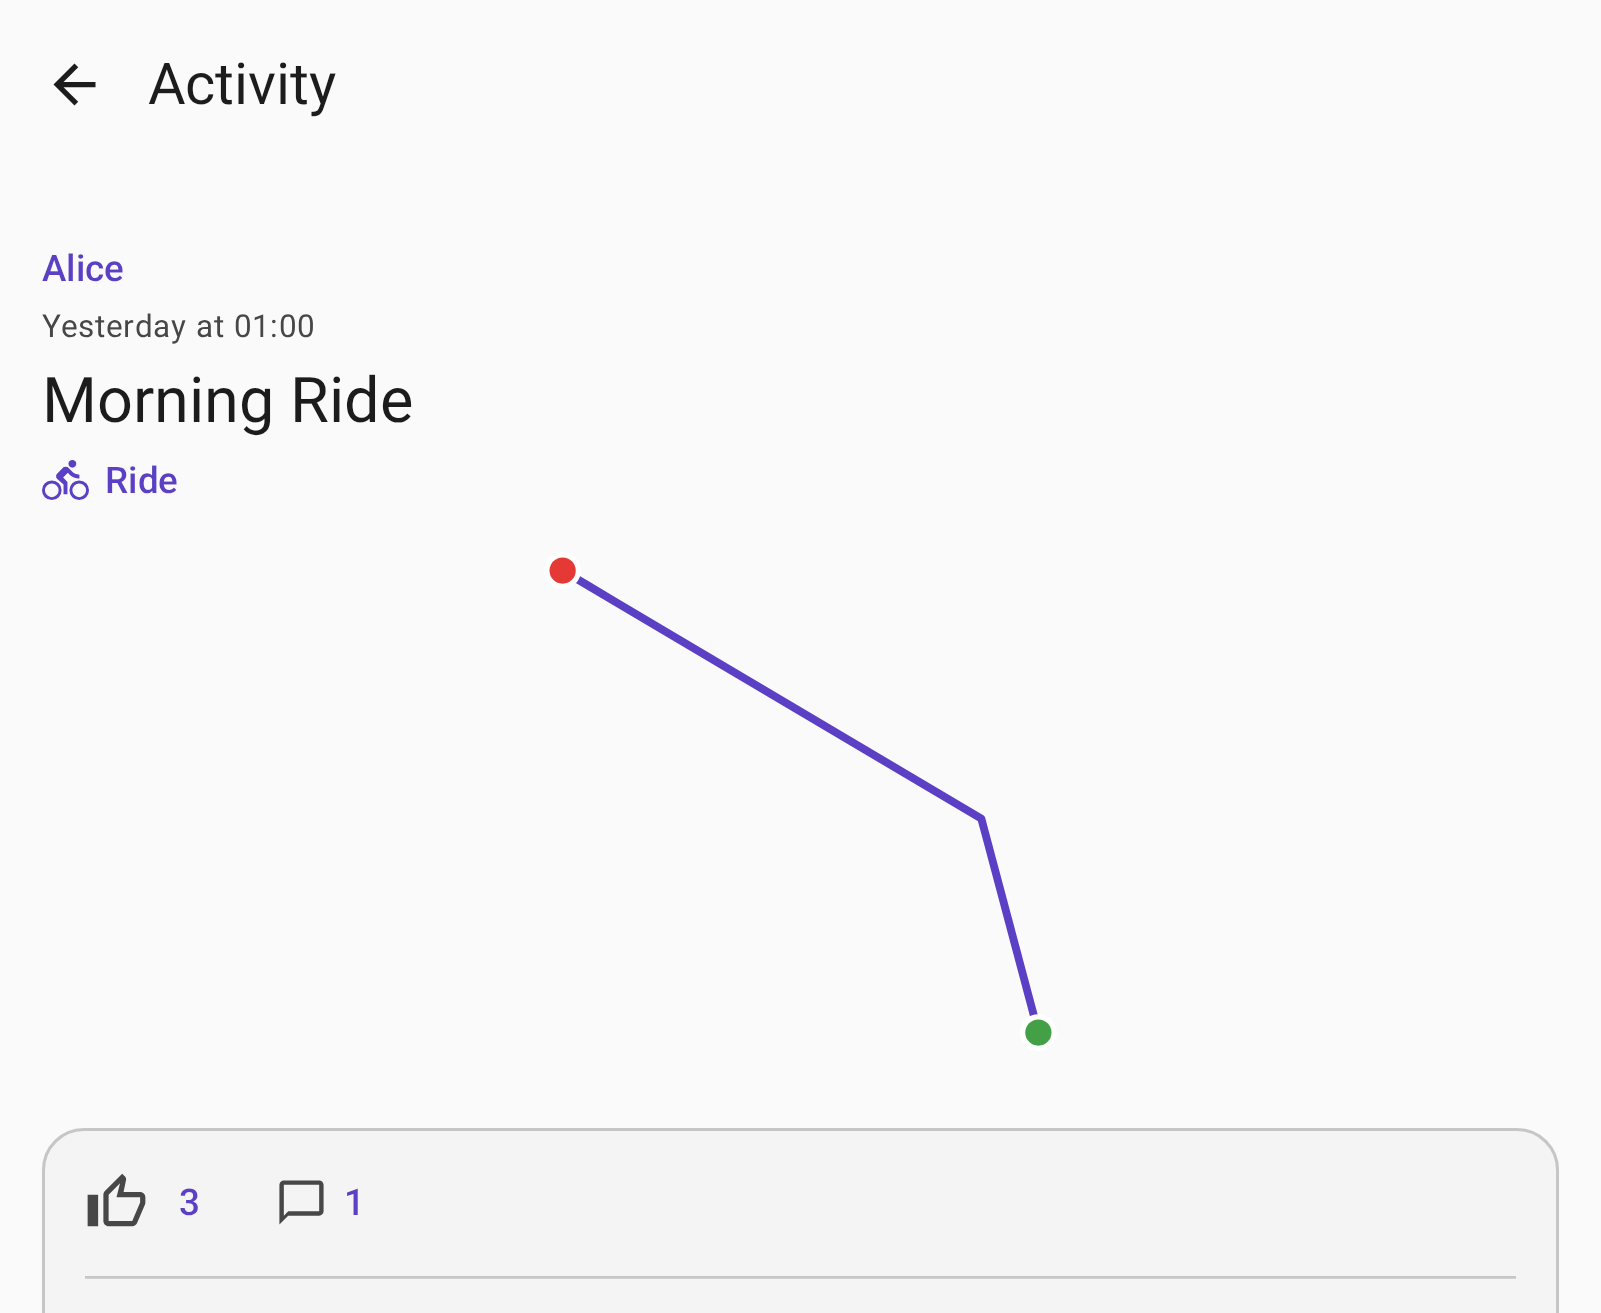 Activity
Alice
Yesterday at 01:00
Morning Ride
Ride
3 1